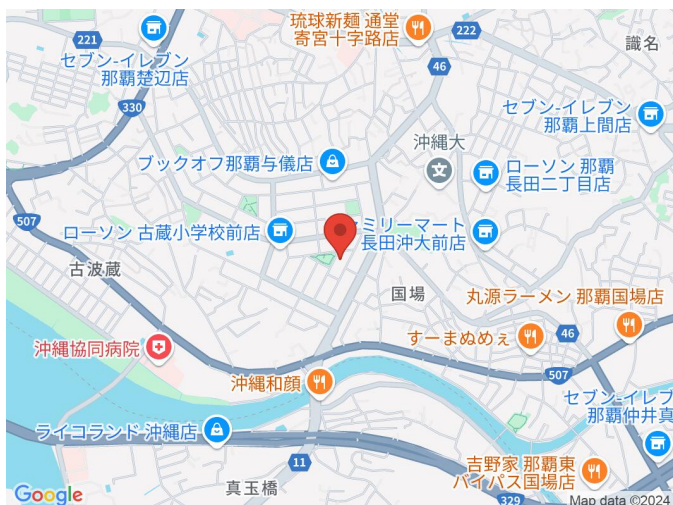 琉球新麺 通堂
寄宮十字路店
222
識名
221
セブン-イレブン
那覇楚辺店
46
330
セブン-イレブン
那覇上間店
沖縄大
ブックオフ那覇与儀店
ローソン 那覇
長田二丁目店
507
ローソン 古蔵小学校前店
ミリーマート
長田沖大前店
古波蔵
国場
丸源ラーメン 那覇国場店
すーまぬめぇ
46
沖縄協同病院
507
沖縄和顔
セブン-イレブ
那覇仲井真
ライコランド 沖縄店
11
吉野家 那覇東
バイパス国場店
真玉橋
329
Google
Map data ©2024